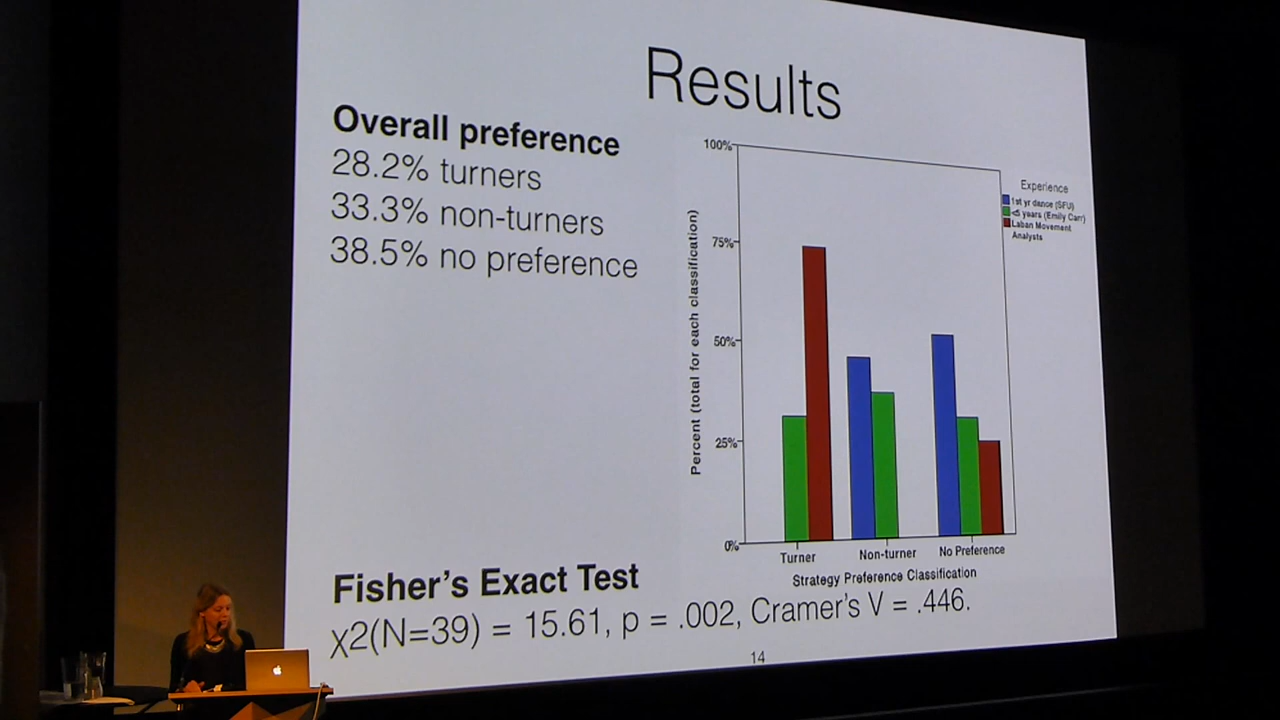 Results
Overall preference
28.2% turners
33.3% non-turners
38.5% no preference
100%
75%
50%
25%
0%
Percent (total for each classification)
Turner
Non-turner
No Preference
Strategy Preference Classification
Experience
1st yr dance (SFU)
<5 years (Emily Carr)
Laban Movement
Analysts
Fisher's Exact Test
χ2(N=39) = 15.61, p = .002, Cramer's V = .446.
14